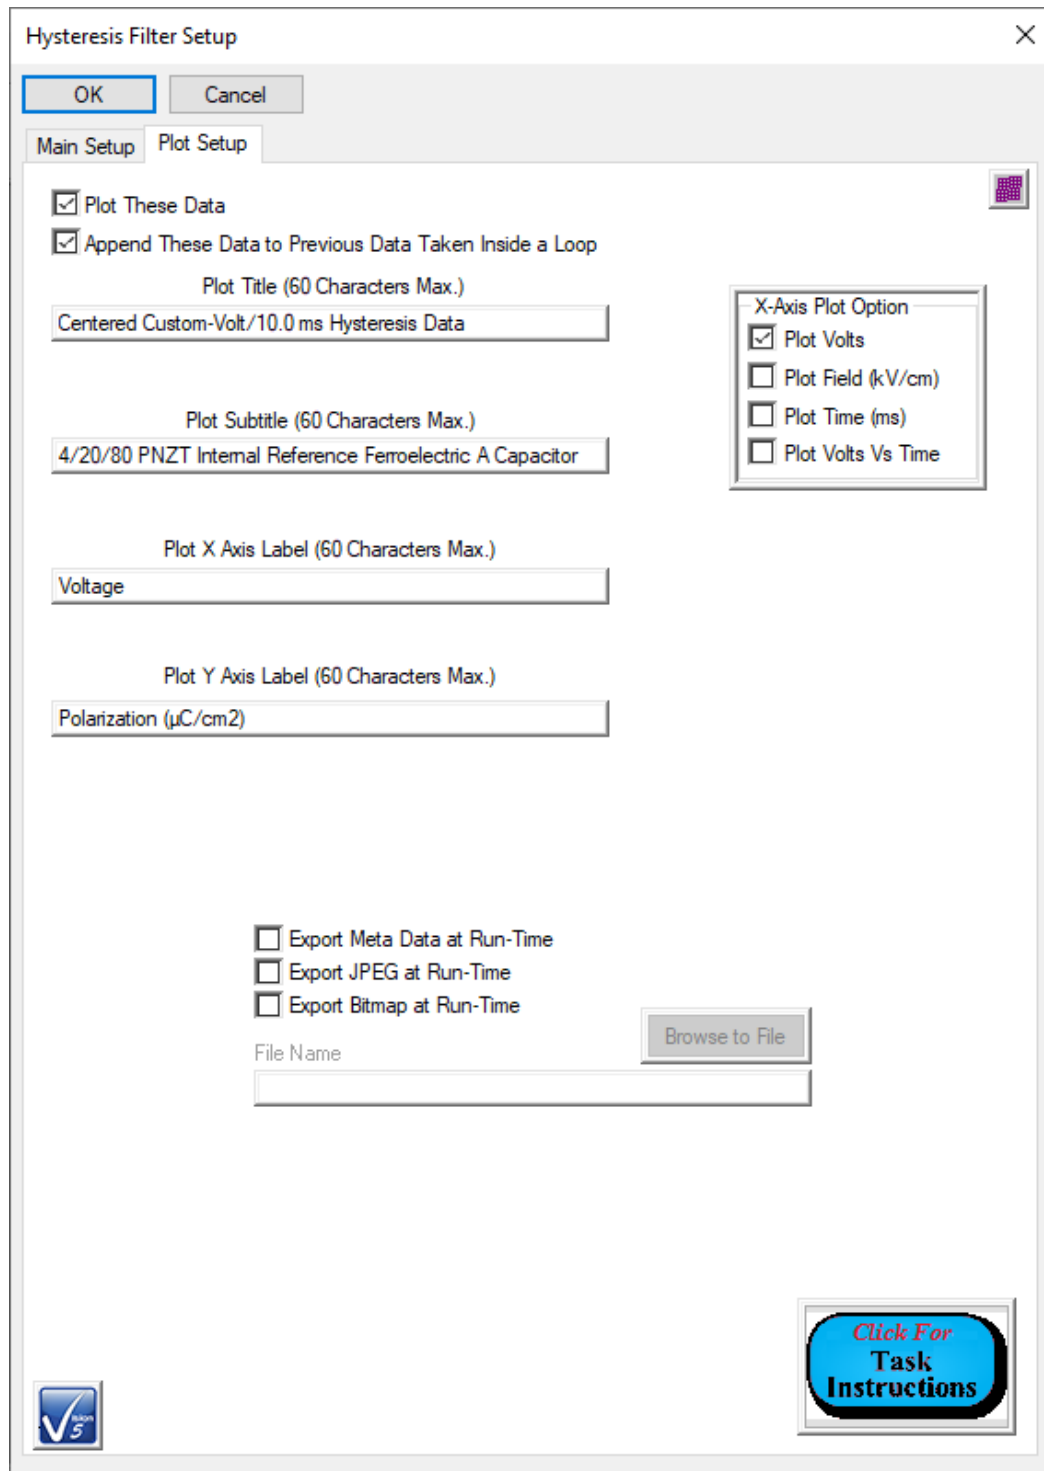 Hysteresis Filter Setup
OK
Cancel
Main Setup
Plot Setup
Plot These Data
Append These Data to Previous Data Taken Inside a Loop
Plot Title (60 Characters Max.)
Centered Custom-Volt/10.0 ms Hysteresis Data
X-Axis Plot Option
Plot Volts
Plot Field (kV/cm)
Plot Time (ms)
Plot Volts Vs Time
Plot Subtitle (60 Characters Max.)
4/20/80 PNZT Internal Reference Ferroelectric A Capacitor
Plot X Axis Label (60 Characters Max.)
Voltage
Plot Y Axis Label (60 Characters Max.)
Polarization (µC/cm2)
Export Meta Data at Run-Time
Export JPEG at Run-Time
Export Bitmap at Run-Time
Browse to File
File Name
Click For
Task
Instructions
Vision
5